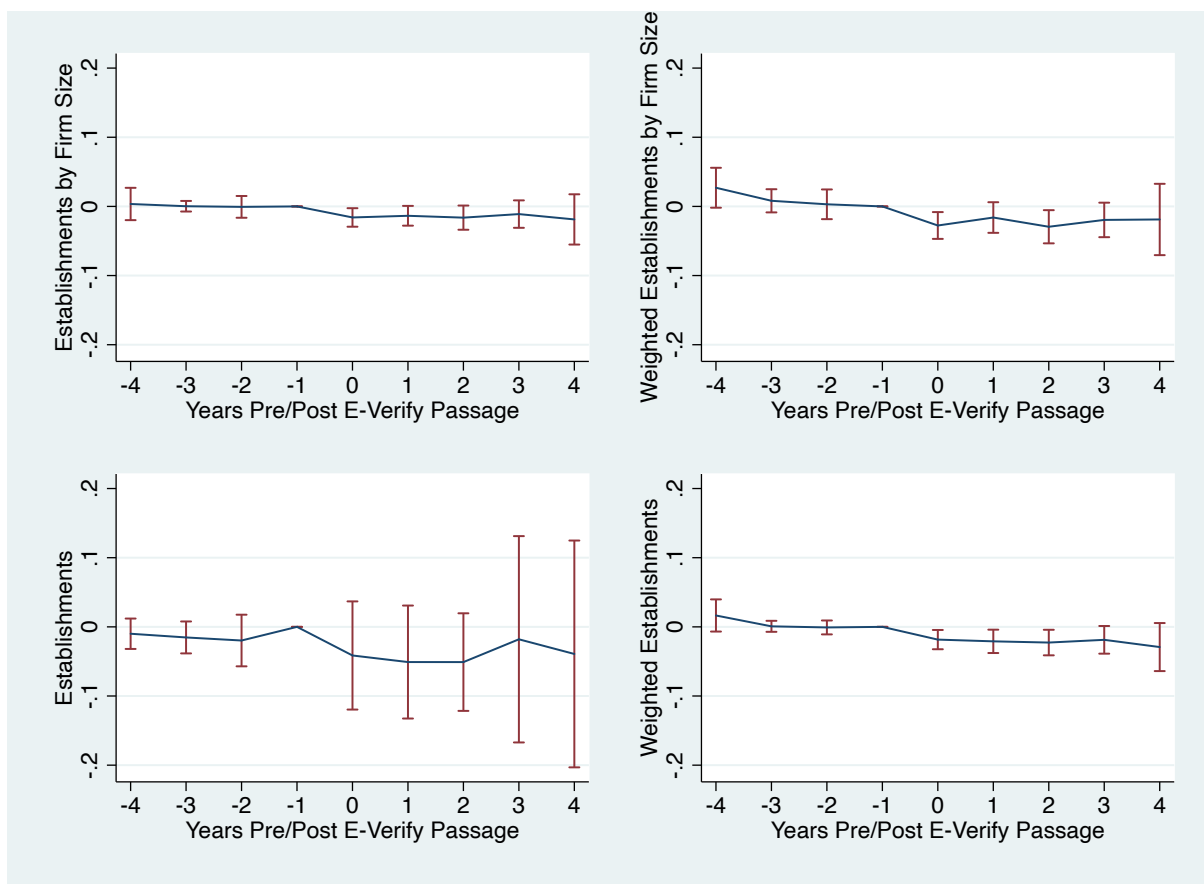 Establishments by Firm Size
.2
.1
0
-.1
-.2
-4 -3 -2 -1 0 1 2 3 4
Years Pre/Post E-Verify Passage
Weighted Establishments by Firm Size
.2
.1
0
-.1
-.2
-4 -3 -2 -1 0 1 2 3 4
Years Pre/Post E-Verify Passage
Establishments
.2
.1
0
-.1
-.2
-4 -3 -2 -1 0 1 2 3 4
Years Pre/Post E-Verify Passage
Weighted Establishments
.2
.1
0
-.1
-.2
-4 -3 -2 -1 0 1 2 3 4
Years Pre/Post E-Verify Passage